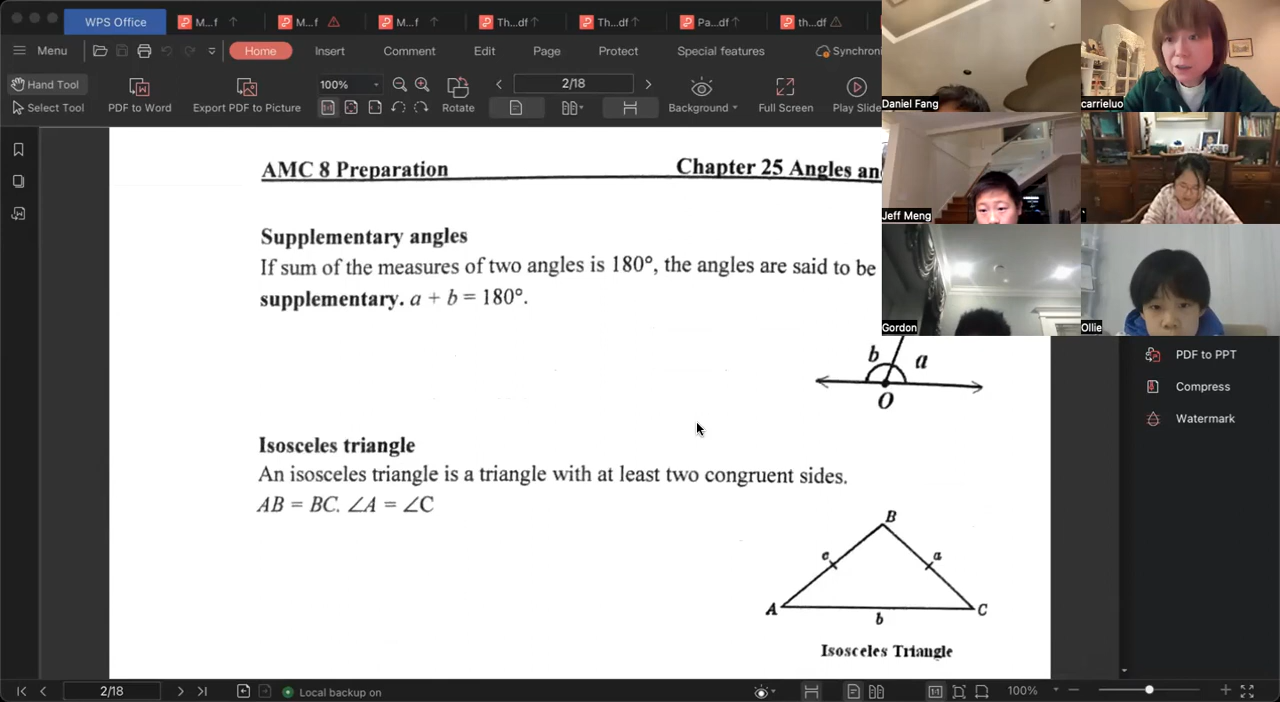 WPS Office
M...f
M...f
M...f
Th...df
Th...df
Pa...df
th...df
Menu
Home
Insert
Comment
Edit
Page
Protect
Special features
Hand Tool
Select Tool
PDF to Word
Export PDF to Picture
100%
Rotate
2/18
Background
Full Screen
Play Slide
Daniel Fang
carrieluo
Jeff Meng
Gordon
Ollie
AMC 8 Preparation
Chapter 25 Angles an
Supplementary angles
If sum of the measures of two angles is 180°, the angles are said to be
supplementary. a + b = 180°.
b
a
O
Isosceles triangle
An isosceles triangle is a triangle with at least two congruent sides.
AB = BC. ∠A = ∠C
B
c
a
A
C
b
Isosceles Triangle
PDF to PPT
Compress
Watermark
2/18
Local backup on
100%